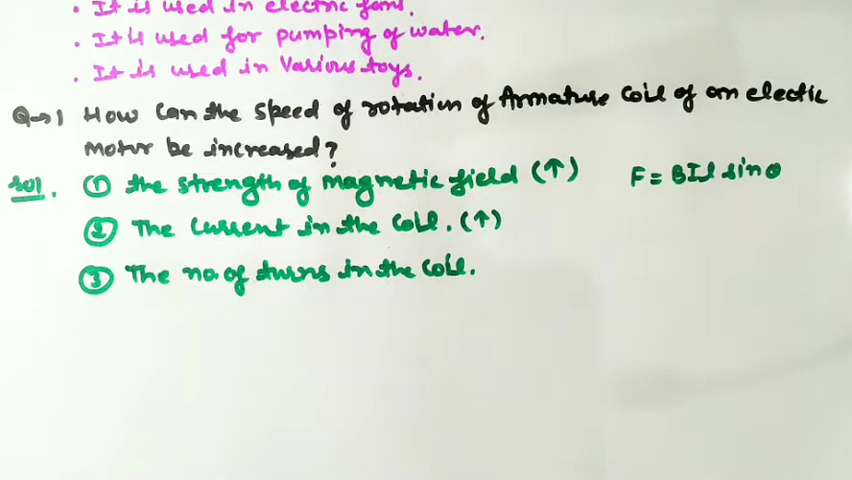 • It is used in electric fans.
• It is used for pumping of water.
• It is used in Various toys.
Q→1 How can the speed of rotation of Armature coil of an electic
motor be increased?
Sol. ① the strength of magnetic field (↑) F = BIl sin θ
② The current in the coil. (↑)
③ The no. of turns in the coil.